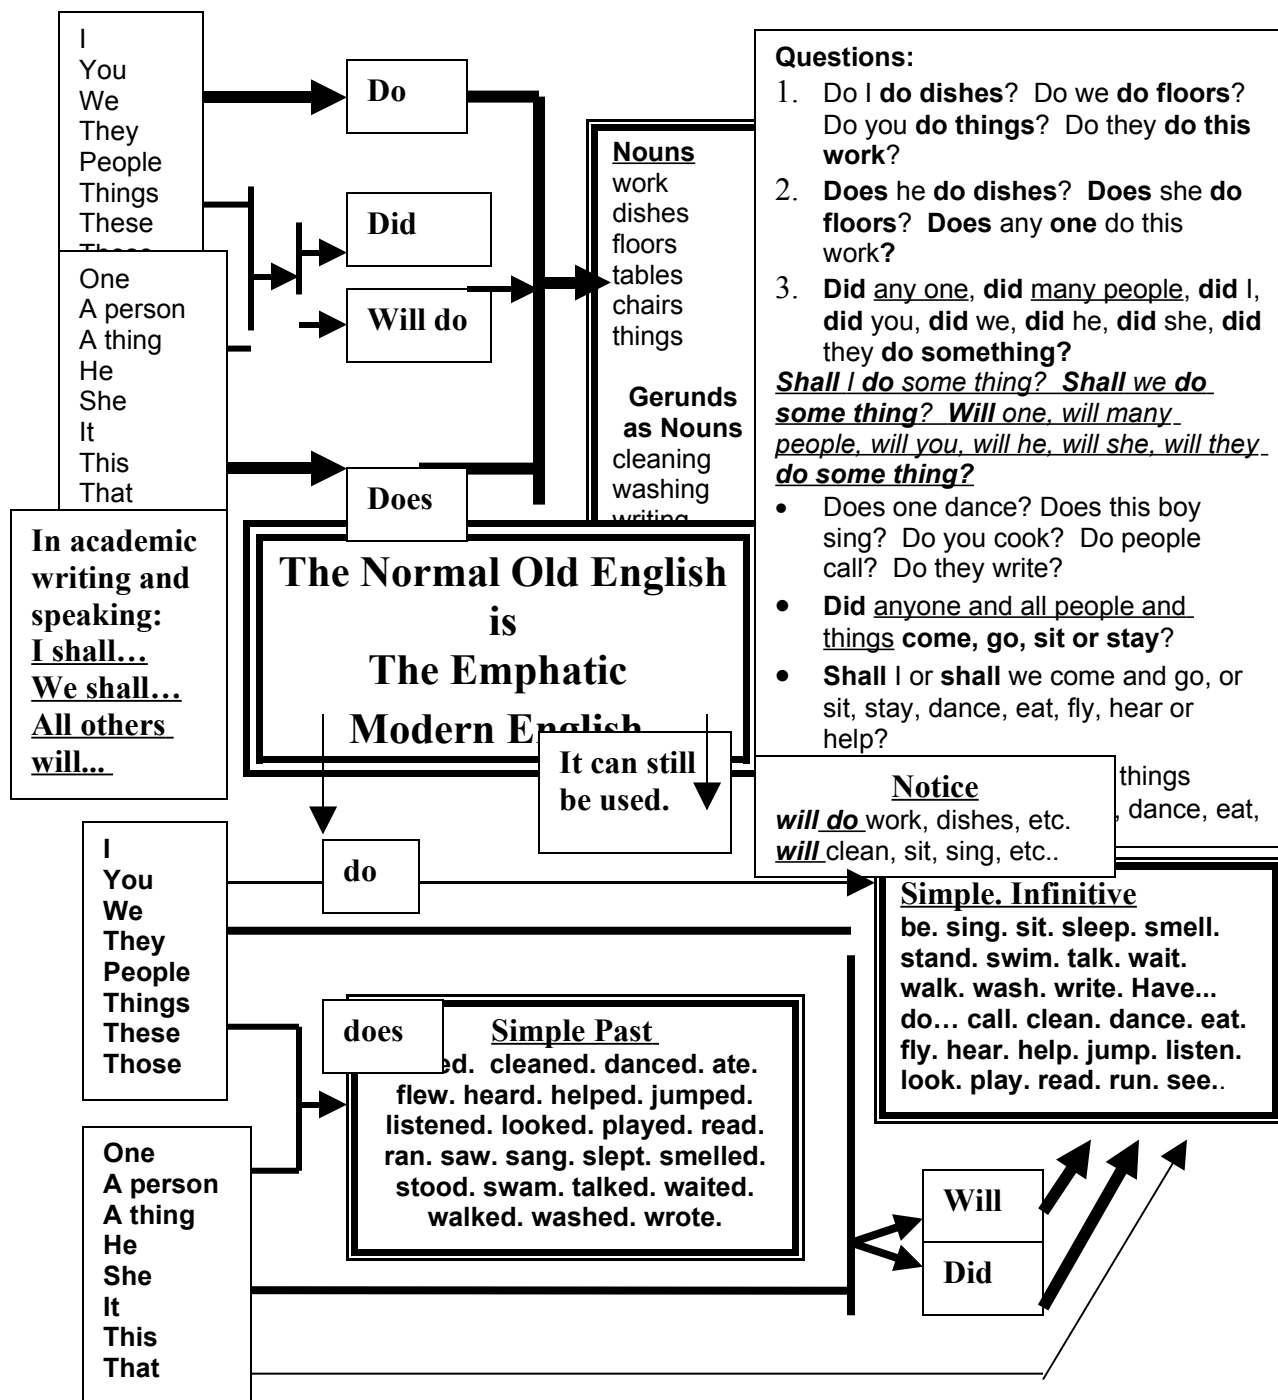 I
You
We
They
People
Things
These
Those
One
A person
A thing
He
She
It
This
That
Do
Did
Will do
Does
Nouns
work
dishes
floors
tables
chairs
things
Gerunds
as Nouns
cleaning
washing
writing
Questions:
1. Do I do dishes? Do we do floors?
Do you do things? Do they do this
work?
2. Does he do dishes? Does she do
floors? Does any one do this
work?
3. Did any one, did many people, did I,
did you, did we, did he, did she, did
they do something?
Shall I do some thing? Shall we do
some thing? Will one, will many
people, will you, will he, will she, will they
do some thing?
• Does one dance? Does this boy
sing? Do you cook? Do people
call? Do they write?
• Did anyone and all people and
things come, go, sit or stay?
• Shall I or shall we come and go, or
sit, stay, dance, eat, fly, hear or
help?
things
, dance, eat,
In academic
writing and
speaking:
I shall…
We shall…
All others
will...
The Normal Old English
is
The Emphatic
Modern English
It can still
be used.
Notice
will do work, dishes, etc.
will clean, sit, sing, etc..
I
You
We
They
People
Things
These
Those
One
A person
A thing
He
She
It
This
That
do
does
Simple Past
ed. cleaned. danced. ate.
flew. heard. helped. jumped.
listened. looked. played. read.
ran. saw. sang. slept. smelled.
stood. swam. talked. waited.
walked. washed. wrote.
Simple. Infinitive
be. sing. sit. sleep. smell.
stand. swim. talk. wait.
walk. wash. write. Have...
do… call. clean. dance. eat.
fly. hear. help. jump. listen.
look. play. read. run. see..
Will
Did